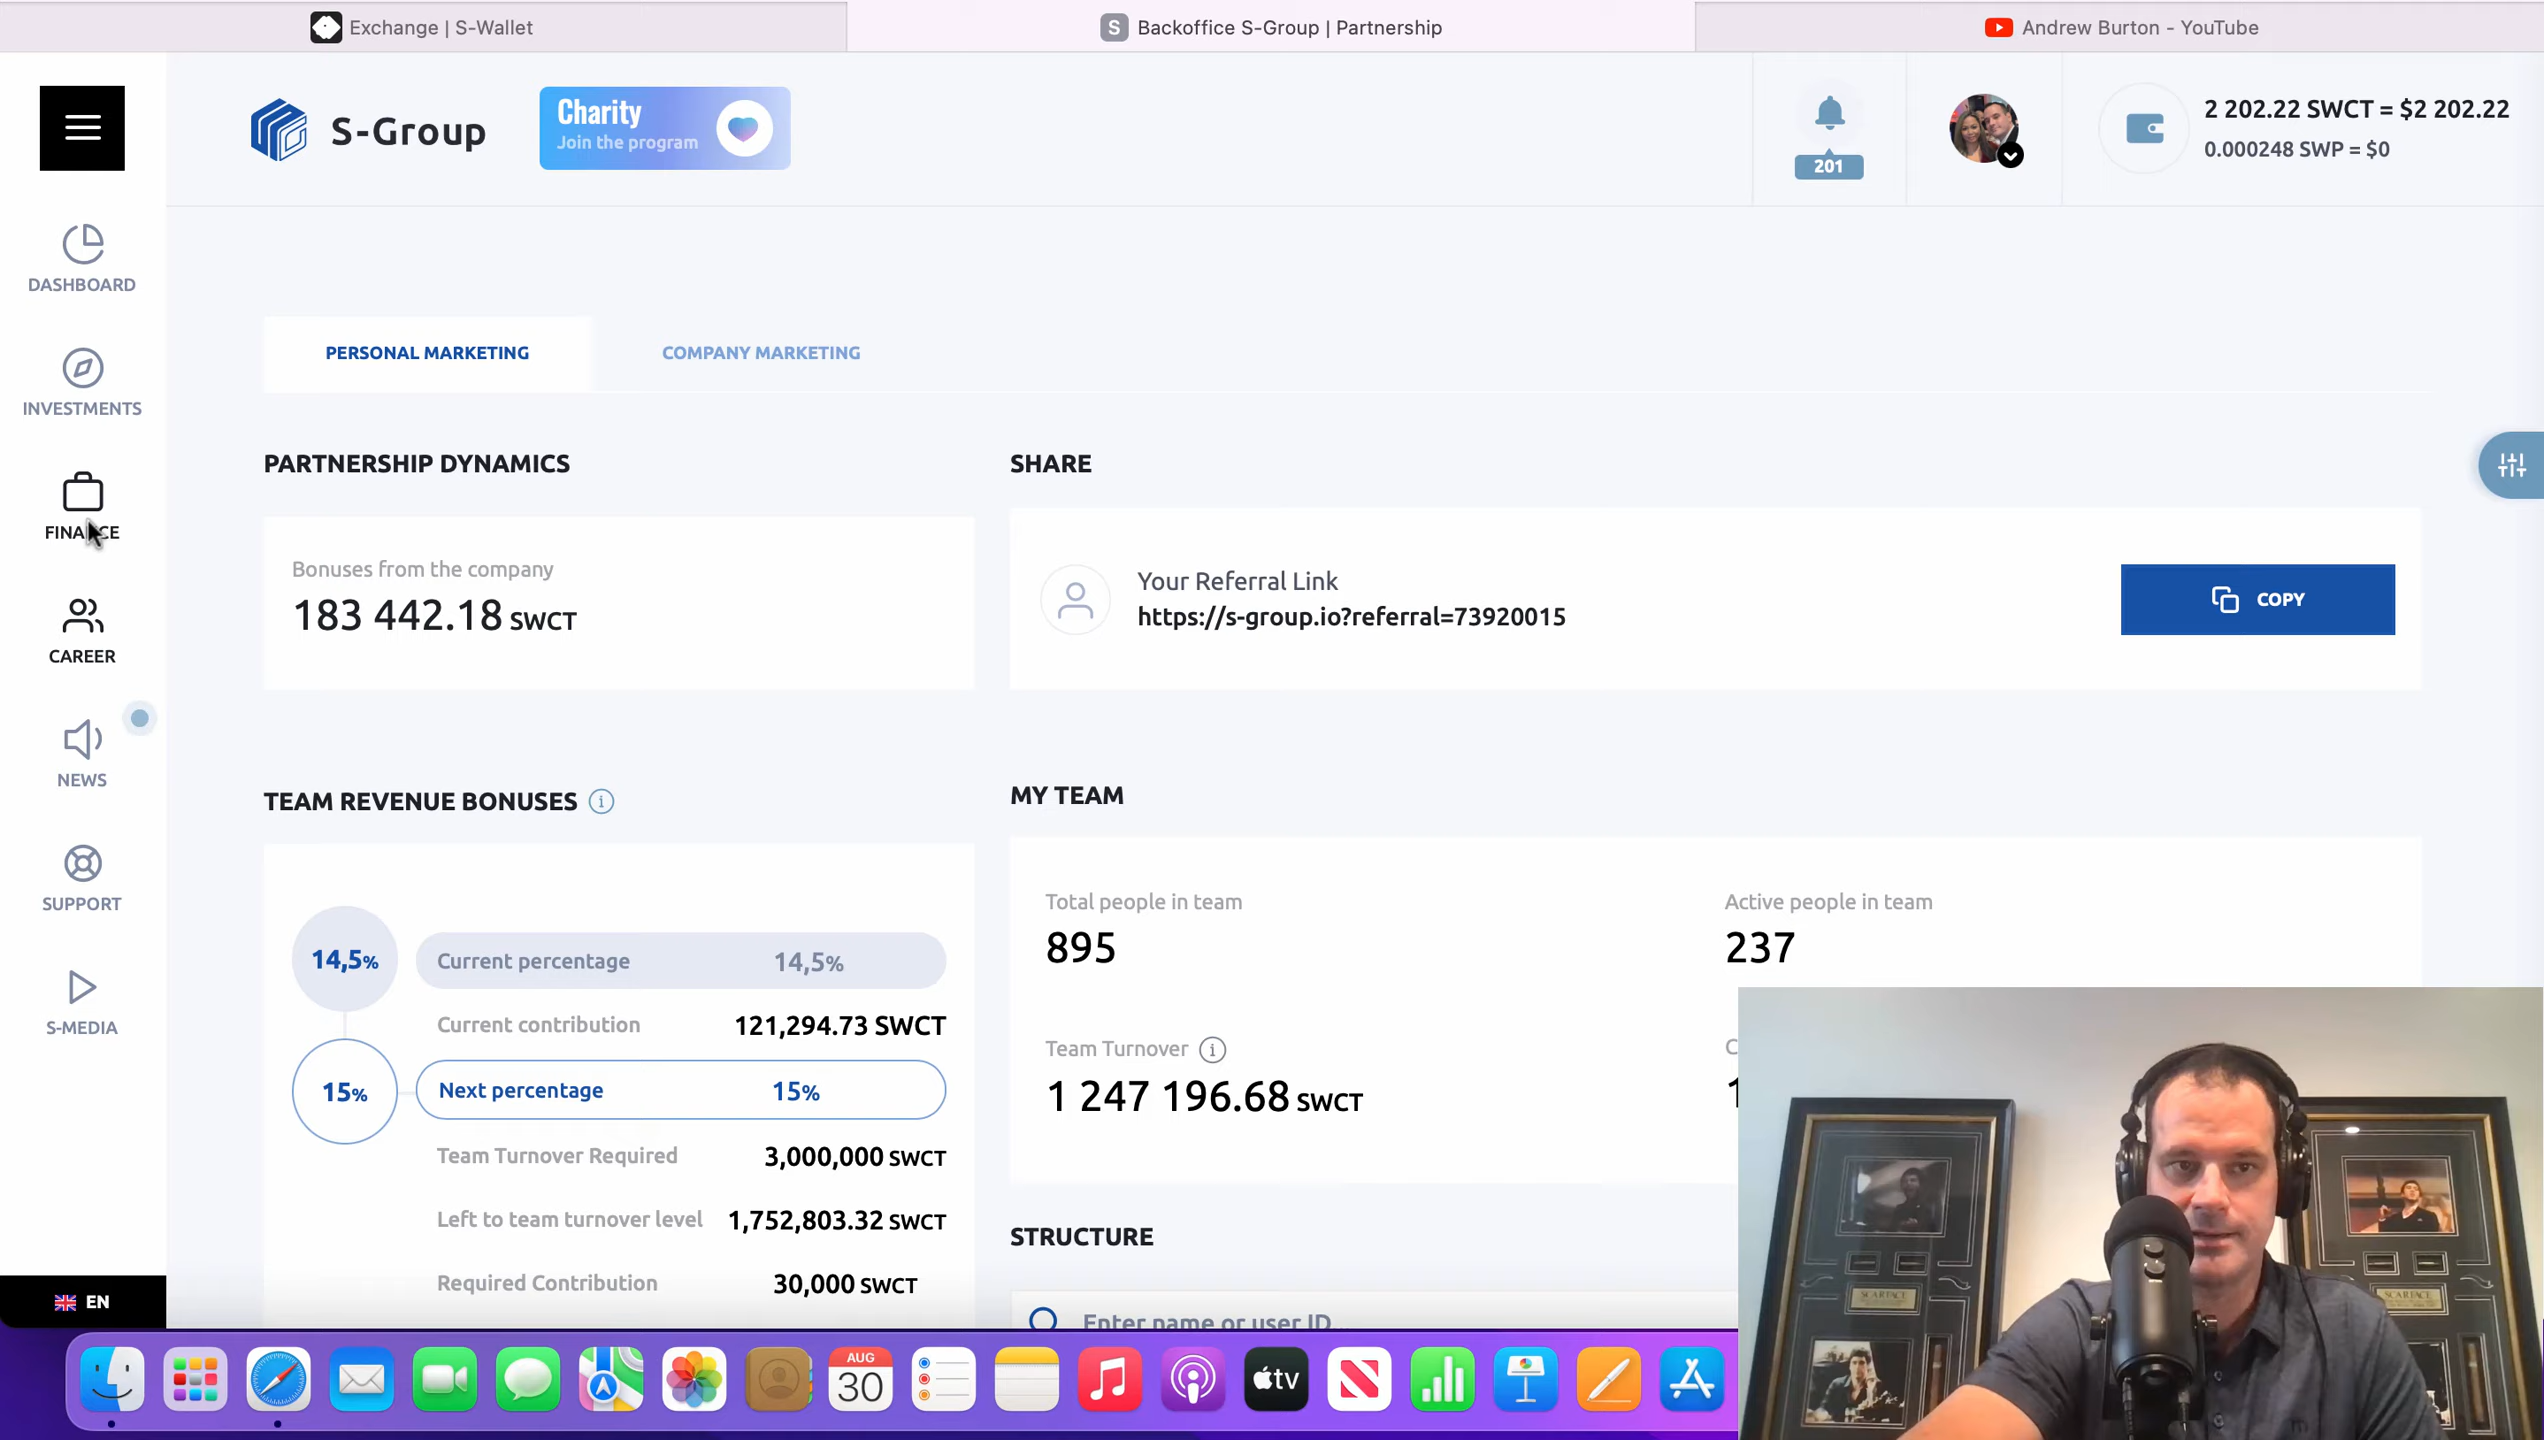 Exchange | S-Wallet
S Backoffice S-Group | Partnership
Andrew Burton - YouTube
S-Group
Charity
Join the program
201
2 202.22 SWCT = $2 202.22
0.000248 SWP = $0
DASHBOARD
INVESTMENTS
FINANCE
CAREER
NEWS
SUPPORT
S-MEDIA
EN
PERSONAL MARKETING
COMPANY MARKETING
PARTNERSHIP DYNAMICS
Bonuses from the company
183 442.18 SWCT
SHARE
Your Referral Link
https://s-group.io?referral=73920015
COPY
TEAM REVENUE BONUSES
14,5%
Current percentage 14,5%
Current contribution 121,294.73 SWCT
15%
Next percentage 15%
Team Turnover Required 3,000,000 SWCT
Left to team turnover level 1,752,803.32 SWCT
Required Contribution 30,000 SWCT
MY TEAM
Total people in team
895
Active people in team
237
Team Turnover
1 247 196.68 SWCT
STRUCTURE
Enter name or user ID...
AUG
30
tv
SCARFACE
SCARFACE